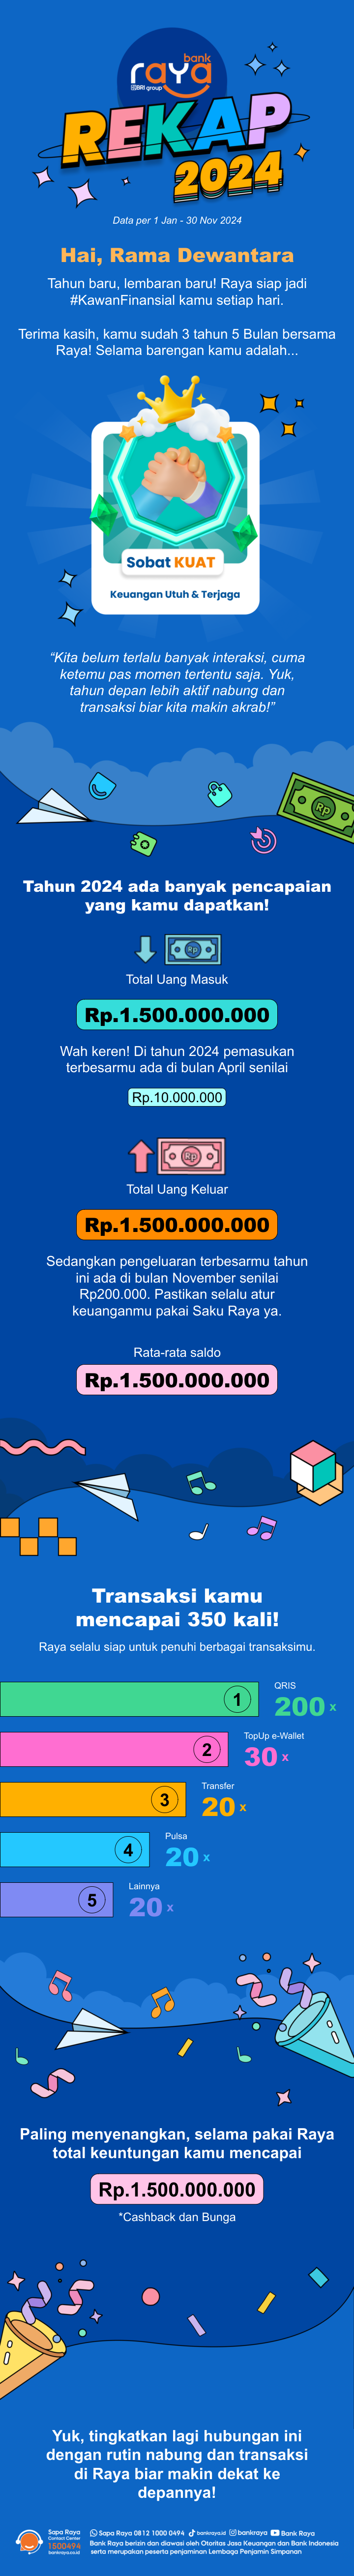 bank
raya
BRI group
REKAP
2024
Data per 1 Jan - 30 Nov 2024
Hai, Rama Dewantara
Tahun baru, lembaran baru! Raya siap jadi
#KawanFinansial kamu setiap hari.
Terima kasih, kamu sudah 3 tahun 5 Bulan bersama
Raya! Selama barengan kamu adalah...
Sobat KUAT
Keuangan Utuh & Terjaga
“Kita belum terlalu banyak interaksi, cuma
ketemu pas momen tertentu saja. Yuk,
tahun depan lebih aktif nabung dan
transaksi biar kita makin akrab!”
Rp
Tahun 2024 ada banyak pencapaian
yang kamu dapatkan!
Rp
Total Uang Masuk
Rp.1.500.000.000
Wah keren! Di tahun 2024 pemasukan
terbesarmu ada di bulan April senilai
Rp.10.000.000
Rp
Total Uang Keluar
Rp.1.500.000.000
Sedangkan pengeluaran terbesarmu tahun
ini ada di bulan November senilai
Rp200.000. Pastikan selalu atur
keuanganmu pakai Saku Raya ya.
Rata-rata saldo
Rp.1.500.000.000
Transaksi kamu
mencapai 350 kali!
Raya selalu siap untuk penuhi berbagai transaksimu.
1
QRIS
200 x
2
TopUp e-Wallet
30 x
3
Transfer
20 x
4
Pulsa
20 x
5
Lainnya
20 x
Paling menyenangkan, selama pakai Raya
total keuntungan kamu mencapai
Rp.1.500.000.000
*Cashback dan Bunga
Yuk, tingkatkan lagi hubungan ini
dengan rutin nabung dan transaksi
di Raya biar makin dekat ke
depannya!
Sapa Raya
Contact Center
1500494
bankraya.co.id
Sapa Raya 0812 1000 0494 bankraya.id bankraya Bank Raya
Bank Raya berizin dan diawasi oleh Otoritas Jasa Keuangan dan Bank Indonesia
serta merupakan peserta penjaminan Lembaga Penjamin Simpanan